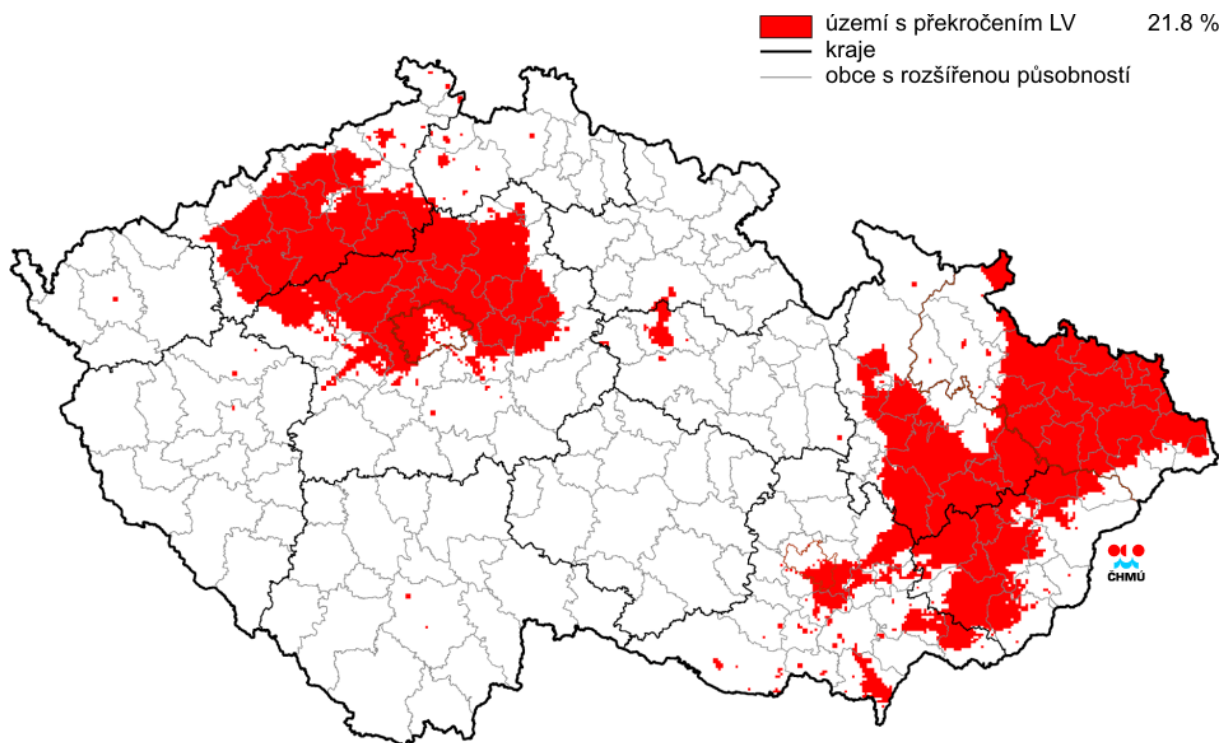 území s překročením LV 21.8 %
kraje
obce s rozšířenou působností
ČHMÚ